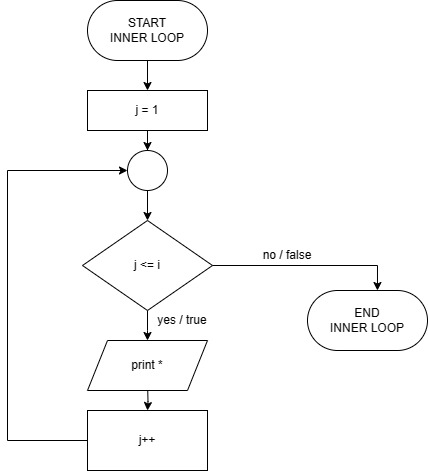 START
INNER LOOP
j = 1
j <= i
no / false
END
INNER LOOP
yes / true
print *
j++